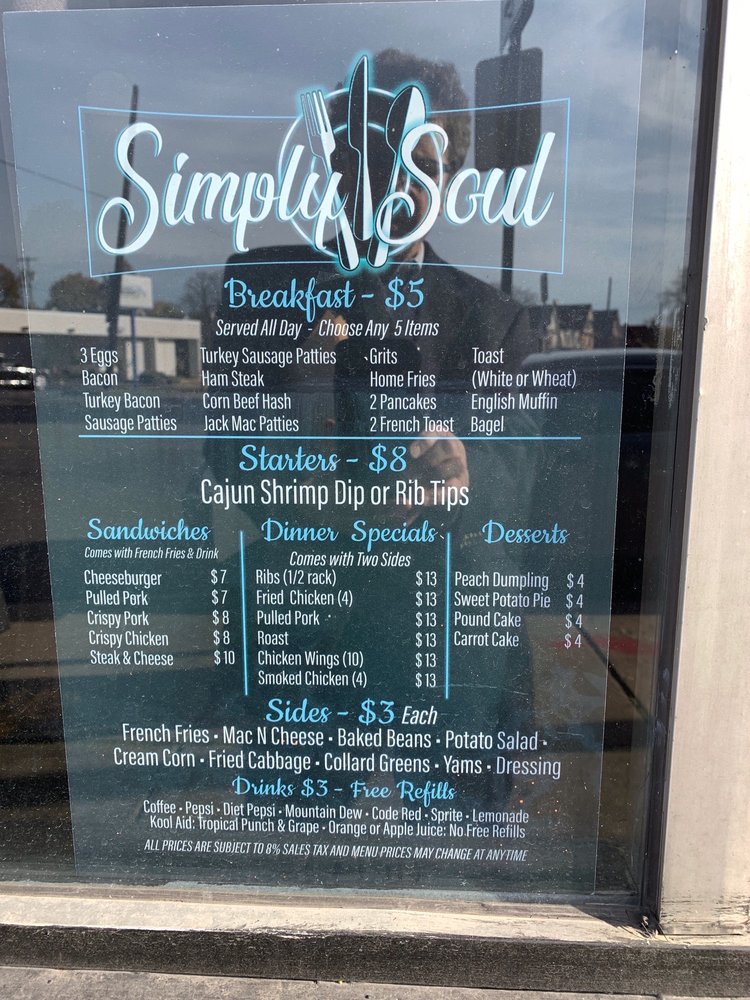 Simply Soul
Breakfast - $5
Served All Day - Choose Any 5 Items
3 Eggs Turkey Sausage Patties Grits Toast
Bacon Ham Steak Home Fries (White or Wheat)
Turkey Bacon Corn Beef Hash 2 Pancakes English Muffin
Sausage Patties Jack Mac Patties 2 French Toast Bagel
Starters - $8
Cajun Shrimp Dip or Rib Tips
Sandwiches
Comes with French Fries & Drink
Cheeseburger $7
Pulled Pork $7
Crispy Pork $8
Crispy Chicken $8
Steak & Cheese $10
Dinner Specials
Comes with Two Sides
Ribs (1/2 rack) $13
Fried Chicken (4) $13
Pulled Pork $13
Roast $13
Chicken Wings (10) $13
Smoked Chicken (4) $13
Desserts
Peach Dumpling $4
Sweet Potato Pie $4
Pound Cake $4
Carrot Cake $4
Sides - $3 Each
French Fries • Mac N Cheese • Baked Beans • Potato Salad •
Cream Corn • Fried Cabbage • Collard Greens • Yams • Dressing
Drinks $3 - Free Refills
Coffee • Pepsi • Diet Pepsi • Mountain Dew • Code Red • Sprite • Lemonade
Kool Aid: Tropical Punch & Grape • Orange or Apple Juice: No Free Refills
ALL PRICES ARE SUBJECT TO 8% SALES TAX AND MENU PRICES MAY CHANGE AT ANYTIME